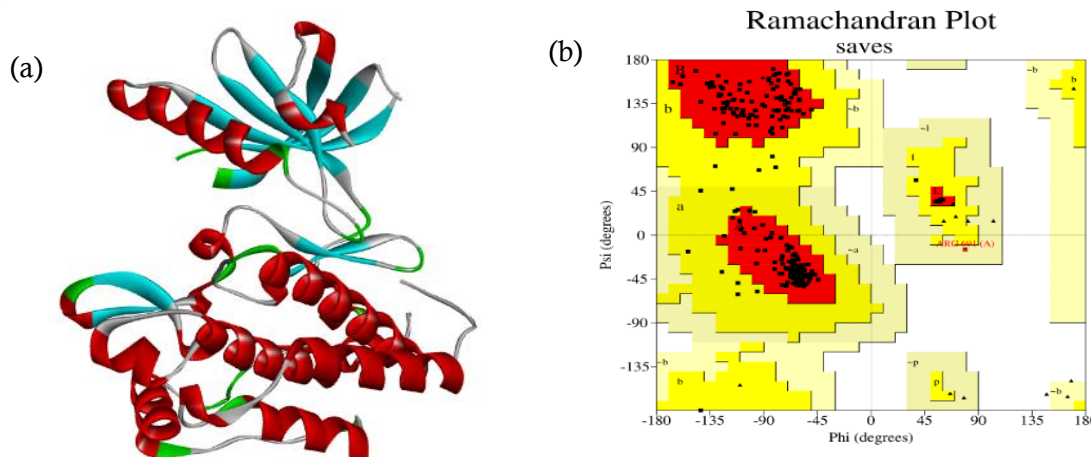 (a)
(b)
Ramachandran Plot
saves
Psi (degrees)
180
135
90
45
0
-45
-90
-135
-180
-135
-90
-45
0
45
90
135
180
Phi (degrees)
B
b
~b
~b
b
~l
l
L
a
A
~a
ARG 691 (A)
~b
b
~p
p
~b